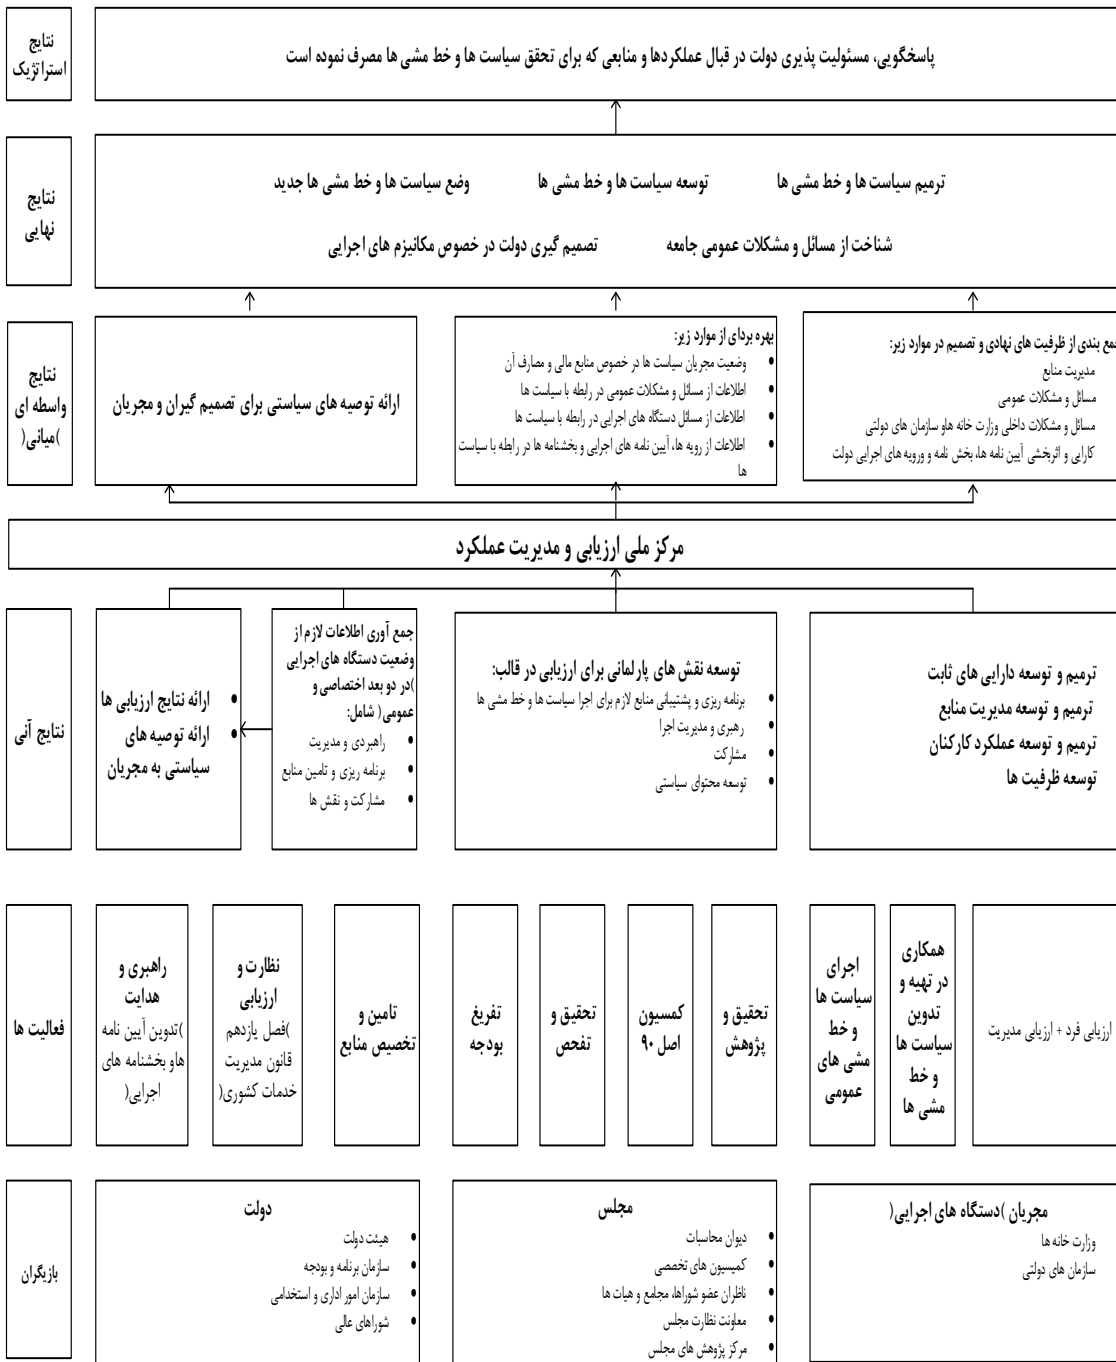 نتایج
استراتژیک
پاسخگویی، مسئولیت پذیری دولت در قبال عملکردها و منابعی که برای تحقق سیاست ها و خط مشی ها مصرف نموده است
نتایج
نهایی
ترمیم سیاست ها و خط مشی ها
توسعه سیاست ها و خط مشی ها
وضع سیاست ها و خط مشی ها جدید
شناخت از مسائل و مشکلات عمومی جامعه
تصمیم گیری دولت در خصوص مکانیزم های اجرایی
نتایج
واسطه ای
)میانی(
مع بندی از ظرفیت های نهادی و تصمیم در موارد زیر:
مدیریت منابع
مسائل و مشکلات عمومی
مسائل و مشکلات داخلی وزارت خانه هاو سازمان های دولتی
کارایی و اثربخشی آیین نامه ها، بخش نامه و ورویه های اجرایی دولت
بهره بردای از موارد زیر:
• وضعیت مجریان سیاست ها در خصوص منابع مالی و مصارف آن
• اطلاعات از مسائل و مشکلات عمومی در رابطه با سیاست ها
• اطلاعات از مسائل دستگاه های اجرایی در رابطه با سیاست ها
• اطلاعات از رویه ها، آیین نامه های اجرایی و بخشنامه ها در رابطه با سیاست
ها
ارائه توصیه های سیاستی برای تصمیم گیران و مجریان
مرکز ملی ارزیابی و مدیریت عملکرد
نتایج آنی
ترمیم و توسعه دارایی های ثابت
ترمیم و توسعه مدیریت منابع
ترمیم و توسعه عملکرد کارکنان
توسعه ظرفیت ها
توسعه نقش های پارلمانی برای ارزیابی در قالب:
• برنامه ریزی و پشتیبانی منابع لازم برای اجرا سیاست ها و خط مشی ها
• رهبری و مدیریت اجرا
• مشارکت
• توسعه محتوای سیاستی
جمع آوری اطلاعات لازم از
وضعیت دستگاه های اجرایی
)در دو بعد اختصاصی و
عمومی( شامل:
• راهبردی و مدیریت
• برنامه ریزی و تامین منابع
• مشارکت و نقش ها
• ارائه نتایج ارزیابی ها
• ارائه توصیه های
سیاستی به مجریان
فعالیت ها
ارزیابی فرد + ارزیابی مدیریت
همکاری
در تهیه و
تدوین
سیاست ها
و خط
مشی ها
اجرای
سیاست ها
و خط
مشی های
عمومی
تحقیق و
پژوهش
کمسیون
اصل ۹۰
تحقیق و
تفحص
تفریغ
بودجه
تامین و
تخصیص منابع
نظارت و
ارزیابی
)فصل یازدهم
قانون مدیریت
خدمات کشوری(
راهبری و
هدایت
)تدوین آیین نامه
هاو بخشنامه های
اجرایی(
بازیگران
مجریان )دستگاه های اجرایی(
وزارت خانه ها
سازمان های دولتی
مجلس
• دیوان محاسبات
• کمیسیون های تخصصی
• ناظران عضو شوراها، مجامع و هیات ها
• معاونت نظارت مجلس
• مرکز پژوهش های مجلس
دولت
• هیئت دولت
• سازمان برنامه و بودجه
• سازمان امور اداری و استخدامی
• شوراهای عالی